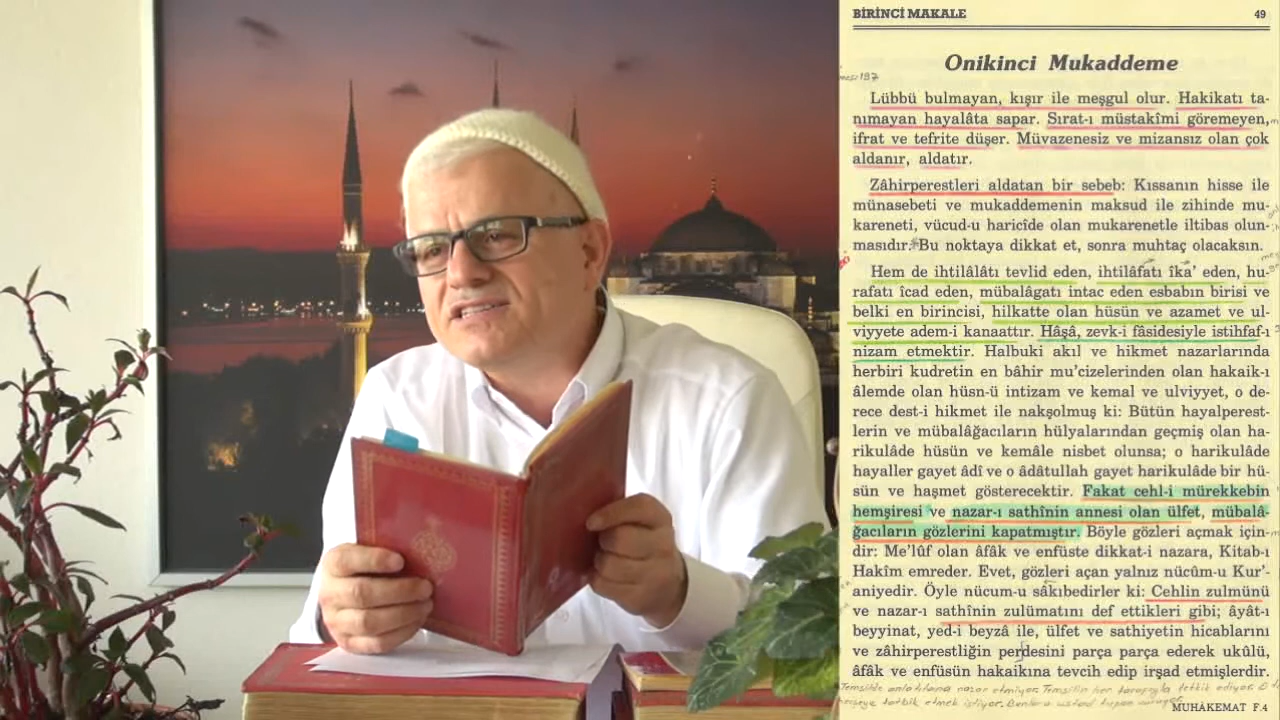 BİRİNCİ MAKALE 49
Onikinci Mukaddeme
Lübbü bulmayan, kışır ile meşgul olur. Hakikatı ta-
nımayan hayalâta sapar. Sırat-ı müstakîmi göremeyen,
ifrat ve tefrite düşer. Müvazenesiz ve mizansız olan çok
aldanır, aldatır.
Zâhirperestleri aldatan bir sebeb: Kıssanın hisse ile
münasebeti ve mukaddemenin maksud ile zihinde mu-
kareneti, vücud-u haricîde olan mukarenetle iltibas olun-
masıdır. Bu noktaya dikkat et, sonra muhtaç olacaksın.
Hem de ihtilâlâtı tevlid eden, ihtilâfatı îka' eden, hu-
rafatı îcad eden, mübalâgatı intac eden esbabın birisi ve
belki en birincisi, hilkatte olan hüsün ve azamet ve ul-
viyyete adem-i kanaattır. Hâşâ, zevk-i fâsidesiyle istihfaf-ı
nizam etmektir. Halbuki akıl ve hikmet nazarlarında
herbiri kudretin en bâhir mu'cizelerinden olan hakaik-ı
âlemde olan hüsn-ü intizam ve kemal ve ulviyyet, o de-
rece dest-i hikmet ile nakşolmuş ki: Bütün hayalperest-
lerin ve mübalâğacıların hülyalarından geçmiş olan ha-
rikulâde hüsün ve kemâle nisbet olunsa; o harikulâde
hayaller gayet âdî ve o âdâtullah gayet harikulâde bir hü-
sün ve haşmet gösterecektir. Fakat cehl-i mürekkebin
hemşiresi ve nazar-ı sathînin annesi olan ülfet, mübalâ-
ğacıların gözlerini kapatmıştır. Böyle gözleri açmak için-
dir: Me'lûf olan âfâk ve enfüste dikkat-i nazara, Kitab-ı
Hakîm emreder. Evet, gözleri açan yalnız nücûm-u Kur'-
aniyedir. Öyle nücum-u sâkıbedirler ki: Cehlin zulmünü
ve nazar-ı sathînin zulümatını def ettikleri gibi; âyât-ı
beyyinat, yed-i beyzâ ile, ülfet ve sathiyetin hicablarını
ve zâhirperestliğin perdesini parça parça ederek ukûlü,
âfâk ve enfüsün hakaikına tevcih edip irşad etmişlerdir.
MUHAKEMAT F.4